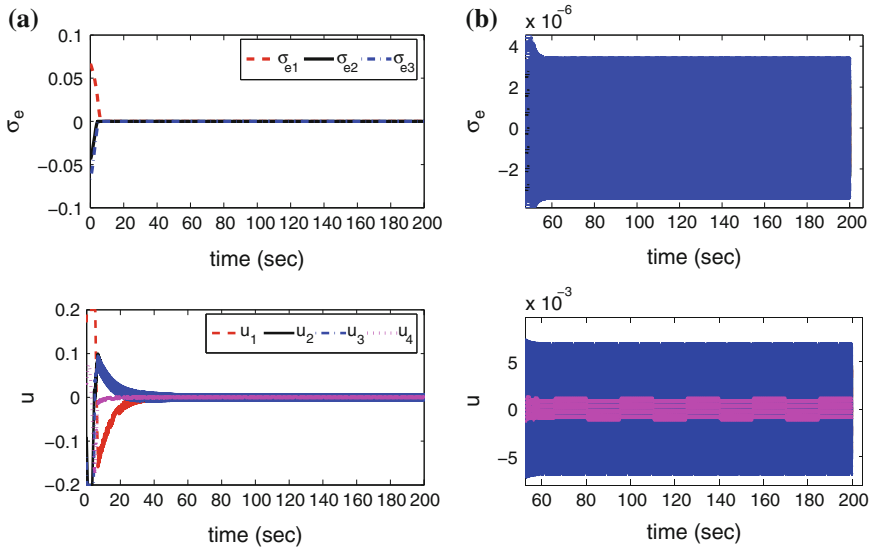 (a)
0.1
0.05
0
−0.05
−0.1
σe
σe1 σe2 σe3
0 20 40 60 80 100 120 140 160 180 200
time (sec)
(b)
x 10−6
4
2
0
−2
σe
60 80 100 120 140 160 180 200
time (sec)
0.2
0.1
0
−0.1
−0.2
u
u1 u2 u3 u4
0 20 40 60 80 100 120 140 160 180 200
time (sec)
x 10−3
5
0
−5
u
60 80 100 120 140 160 180 200
time (sec)